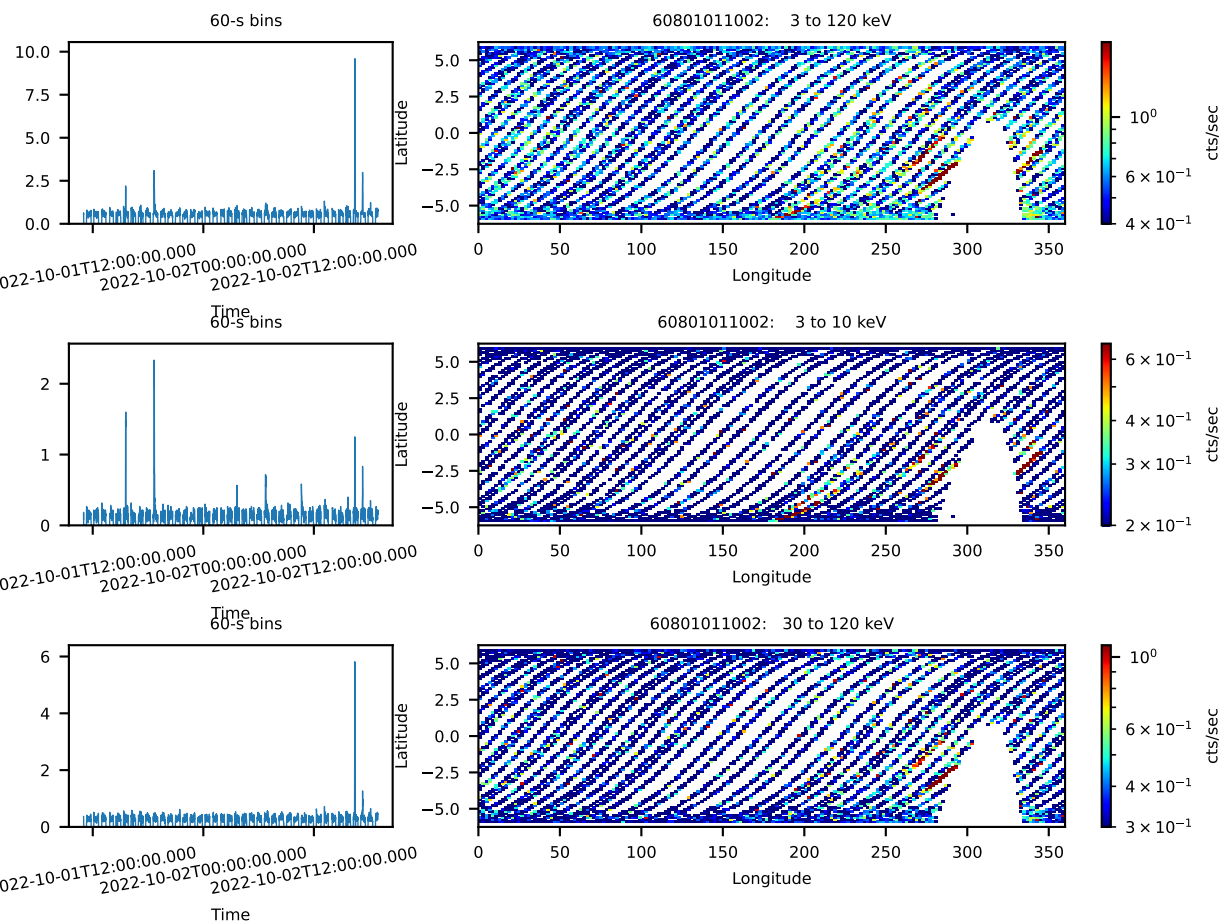 60-s bins
60801011002: 3 to 120 keV
10.0
7.5
5.0
2.5
0.0
022-10-01T12:00:00.000
2022-10-02T00:00:00.000
2022-10-02T12:00:00.000
Time
Latitude
5.0
2.5
0.0
−2.5
−5.0
0 50 100 150 200 250 300 350
Longitude
10⁰
6 × 10⁻¹
4 × 10⁻¹
cts/sec
60-s bins
60801011002: 3 to 10 keV
2
1
0
022-10-01T12:00:00.000
2022-10-02T00:00:00.000
2022-10-02T12:00:00.000
Time
Latitude
5.0
2.5
0.0
−2.5
−5.0
0 50 100 150 200 250 300 350
Longitude
6 × 10⁻¹
4 × 10⁻¹
3 × 10⁻¹
2 × 10⁻¹
cts/sec
60-s bins
60801011002: 30 to 120 keV
6
4
2
0
022-10-01T12:00:00.000
2022-10-02T00:00:00.000
2022-10-02T12:00:00.000
Time
Latitude
5.0
2.5
0.0
−2.5
−5.0
0 50 100 150 200 250 300 350
Longitude
10⁰
6 × 10⁻¹
4 × 10⁻¹
3 × 10⁻¹
cts/sec